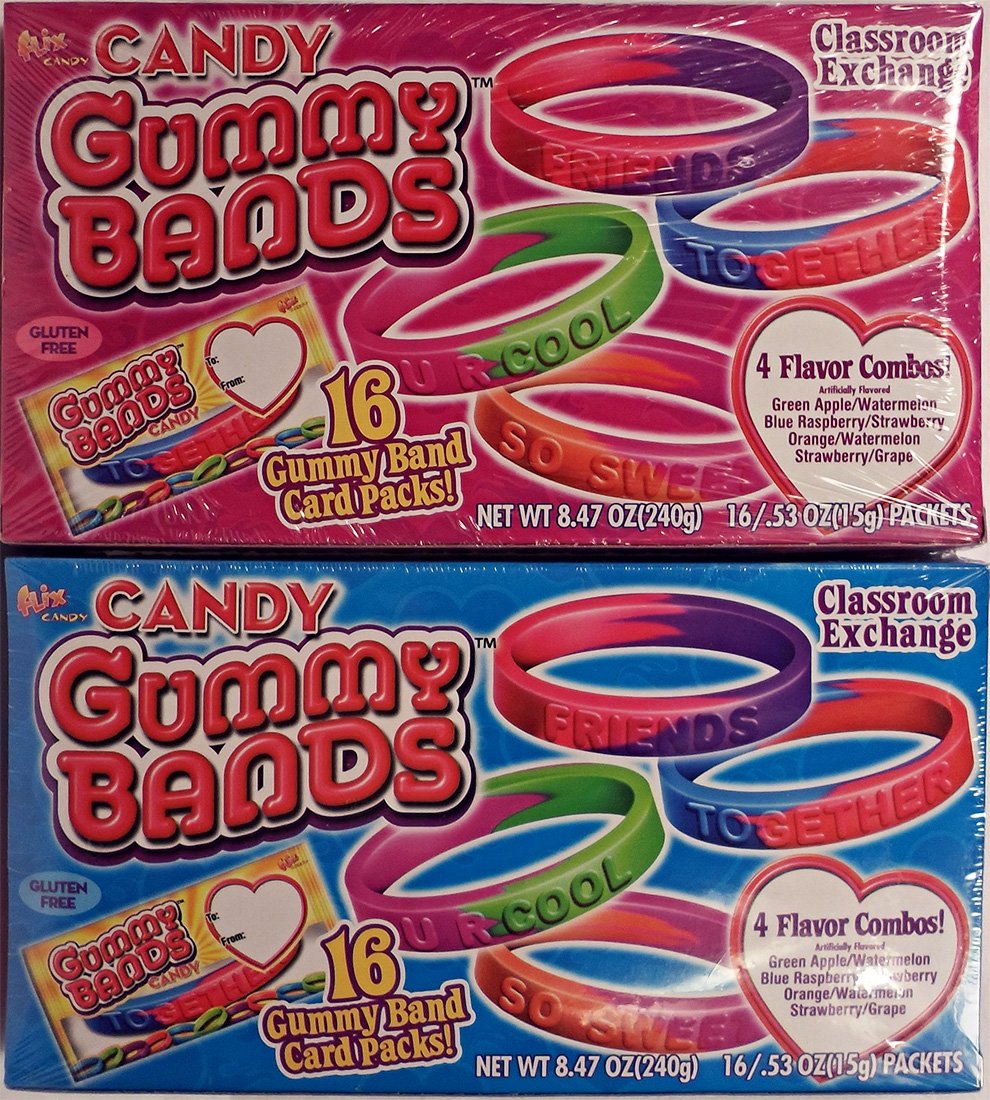 FLix
CANDY
CANDY
GUMMY
BANDS™
Classroom
Exchange
FRIENDS
TOGETHER
U R COOL
SO SWEE
GLUTEN
FREE
GUMMY
BANDS
CANDY
To:
From:
TOGETH
16
Gummy Band
Card Packs!
4 Flavor Combos!
Artificially Flavored
Green Apple/Watermelon
Blue Raspberry/Strawberry
Orange/Watermelon
Strawberry/Grape
NET WT 8.47 OZ(240g) 16/.53 OZ(15g) PACKETS
FLix
CANDY
CANDY
GUMMY
BANDS™
Classroom
Exchange
FRIENDS
TOGETHER
U R COOL
SO SWEE
GLUTEN
FREE
GUMMY
BANDS
CANDY
To:
From:
TOGETHE
16
Gummy Band
Card Packs!
4 Flavor Combos!
Artificially Flavored
Green Apple/Watermelon
Blue Raspberry/Strawberry
Orange/Watermelon
Strawberry/Grape
NET WT 8.47 OZ(240g) 16/.53 OZ(15g) PACKETS